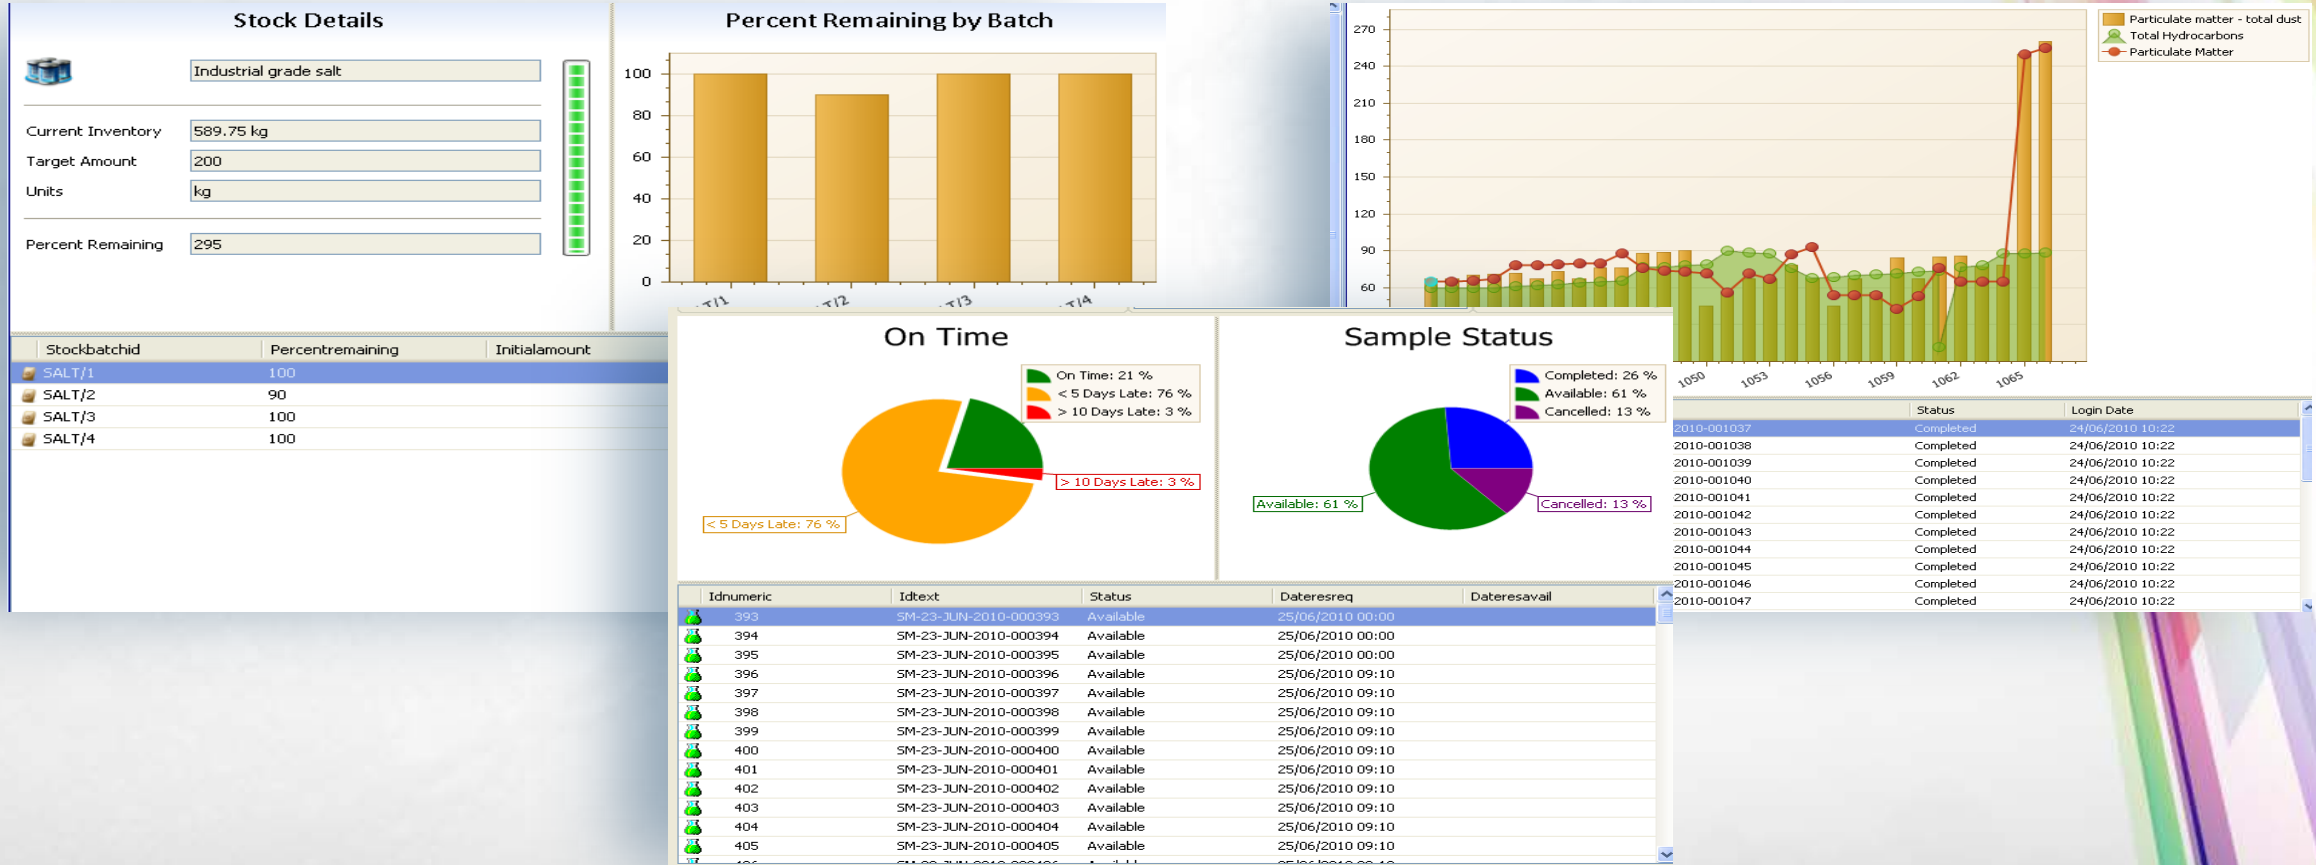 Stock Details
Industrial grade salt
Current Inventory 589.75 kg
Target Amount 200
Units kg
Percent Remaining 295
Percent Remaining by Batch
100
80
60
40
20
0
T/1 T/2 T/3 T/4
Stockbatchid Percentremaining Initialamount
SALT/1 100
SALT/2 90
SALT/3 100
SALT/4 100
270
240
210
180
150
120
90
60
Particulate matter - total dust
Total Hydrocarbons
Particulate Matter
1050 1053 1056 1059 1062 1065
On Time
On Time: 21 %
< 5 Days Late: 76 %
> 10 Days Late: 3 %
> 10 Days Late: 3 %
< 5 Days Late: 76 %
Sample Status
Completed: 26 %
Available: 61 %
Cancelled: 13 %
Available: 61 %
Cancelled: 13 %
Status Login Date
2010-001037 Completed 24/06/2010 10:22
2010-001038 Completed 24/06/2010 10:22
2010-001039 Completed 24/06/2010 10:22
2010-001040 Completed 24/06/2010 10:22
2010-001041 Completed 24/06/2010 10:22
2010-001042 Completed 24/06/2010 10:22
2010-001043 Completed 24/06/2010 10:22
2010-001044 Completed 24/06/2010 10:22
2010-001045 Completed 24/06/2010 10:22
2010-001046 Completed 24/06/2010 10:22
2010-001047 Completed 24/06/2010 10:22
Idnumeric Idtext Status Dateresreq Dateresavail
393 SM-23-JUN-2010-000393 Available 25/06/2010 00:00
394 SM-23-JUN-2010-000394 Available 25/06/2010 00:00
395 SM-23-JUN-2010-000395 Available 25/06/2010 00:00
396 SM-23-JUN-2010-000396 Available 25/06/2010 09:10
397 SM-23-JUN-2010-000397 Available 25/06/2010 09:10
398 SM-23-JUN-2010-000398 Available 25/06/2010 09:10
399 SM-23-JUN-2010-000399 Available 25/06/2010 09:10
400 SM-23-JUN-2010-000400 Available 25/06/2010 09:10
401 SM-23-JUN-2010-000401 Available 25/06/2010 09:10
402 SM-23-JUN-2010-000402 Available 25/06/2010 09:10
403 SM-23-JUN-2010-000403 Available 25/06/2010 09:10
404 SM-23-JUN-2010-000404 Available 25/06/2010 09:10
405 SM-23-JUN-2010-000405 Available 25/06/2010 09:10